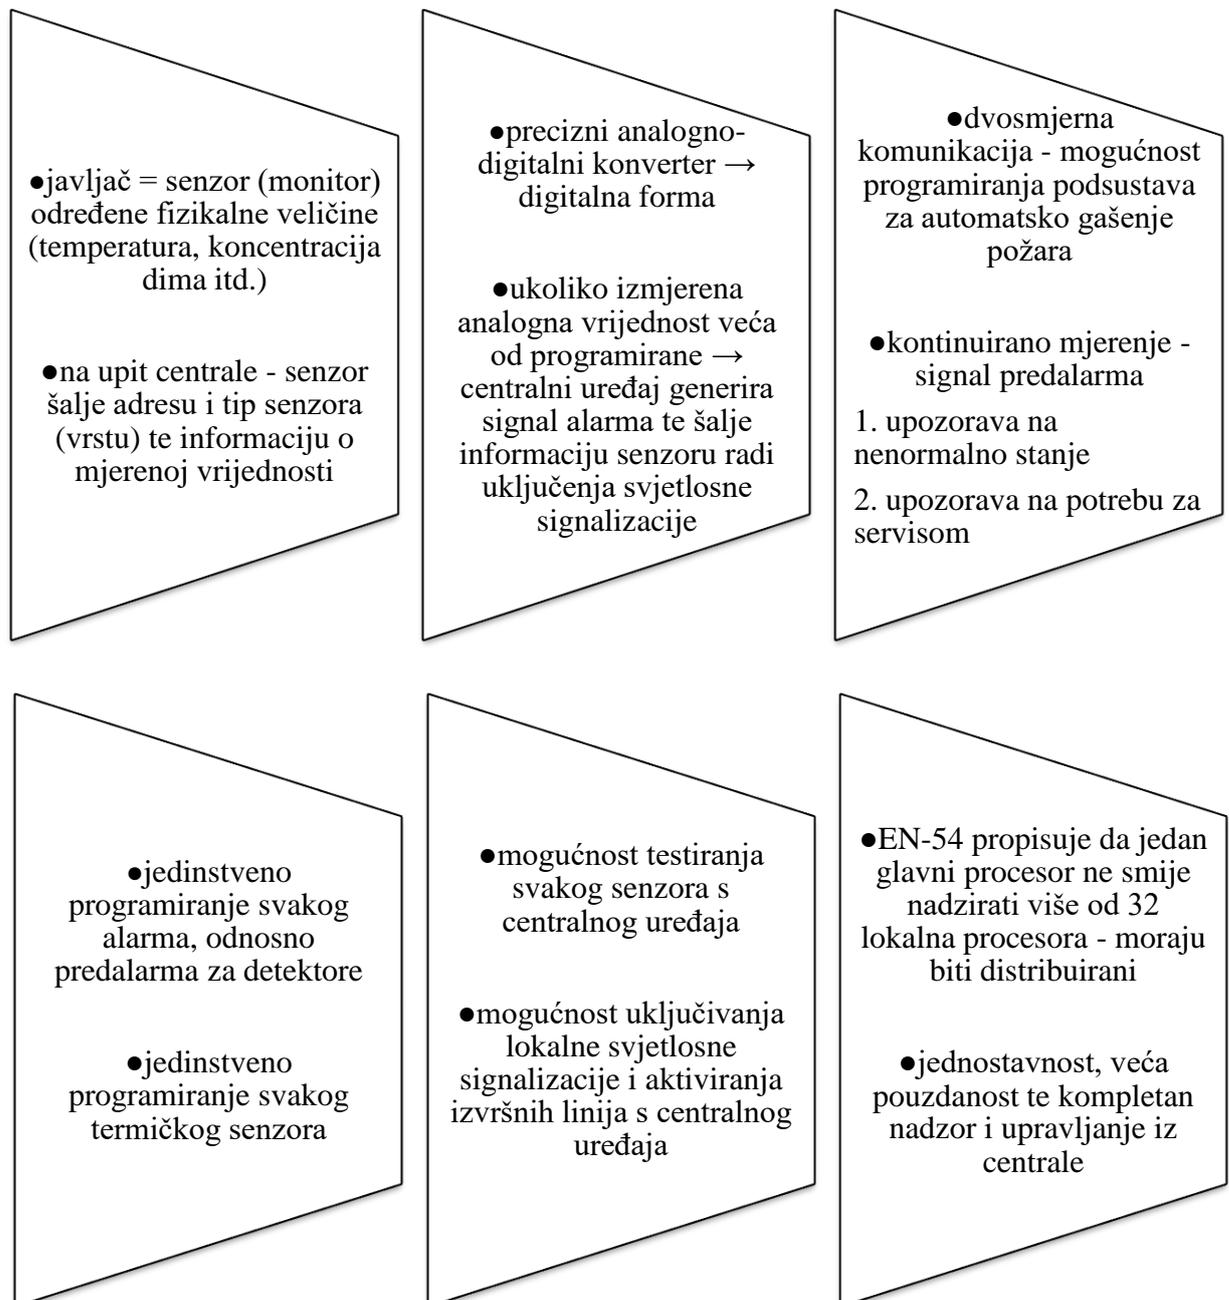 ●javljač = senzor (monitor)
određene fizikalne veličine
(temperatura, koncentracija
dima itd.)
●na upit centrale - senzor
šalje adresu i tip senzora
(vrstu) te informaciju o
mjerenoj vrijednosti
●precizni analogno-
digitalni konverter →
digitalna forma
●ukoliko izmjerena
analogna vrijednost veća
od programirane →
centralni uređaj generira
signal alarma te šalje
informaciju senzoru radi
uključenja svjetlosne
signalizacije
●dvosmjerna
komunikacija - mogućnost
programiranja podsustava
za automatsko gašenje
požara
●kontinuirano mjerenje -
signal predalarma
1. upozorava na
nenormalno stanje
2. upozorava na potrebu za
servisom
●jedinstveno
programiranje svakog
alarma, odnosno
predalarma za detektore
●jedinstveno
programiranje svakog
termičkog senzora
●mogućnost testiranja
svakog senzora s
centralnog uređaja
●mogućnost uključivanja
lokalne svjetlosne
signalizacije i aktiviranja
izvršnih linija s centralnog
uređaja
●EN-54 propisuje da jedan
glavni procesor ne smije
nadzirati više od 32
lokalna procesora - moraju
biti distribuirani
●jednostavnost, veća
pouzdanost te kompletan
nadzor i upravljanje iz
centrale